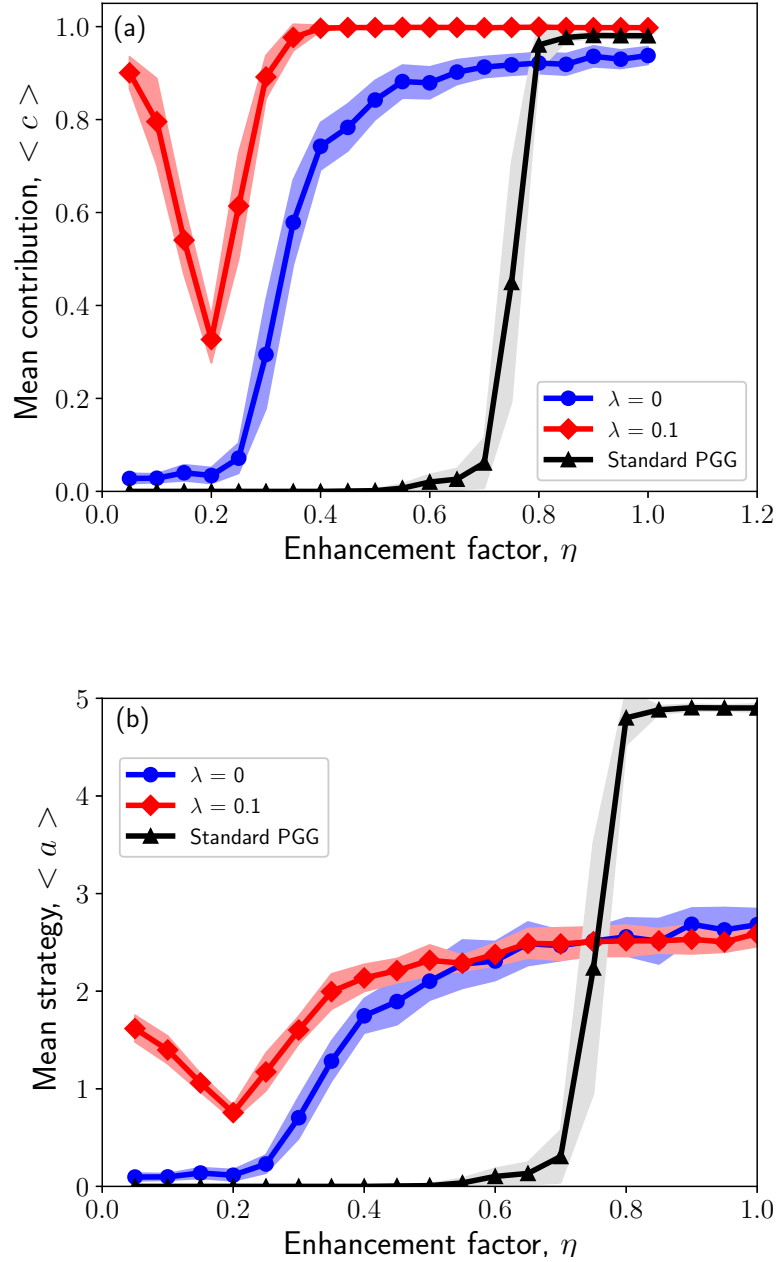 (a)
1.0
0.8
0.6
0.4
0.2
0.0
Mean contribution, < c >
λ = 0
λ = 0.1
Standard PGG
0.0 0.2 0.4 0.6 0.8 1.0 1.2
Enhancement factor, η
(b)
5
4
3
2
1
0
Mean strategy, < a >
λ = 0
λ = 0.1
Standard PGG
0.0 0.2 0.4 0.6 0.8 1.0
Enhancement factor, η